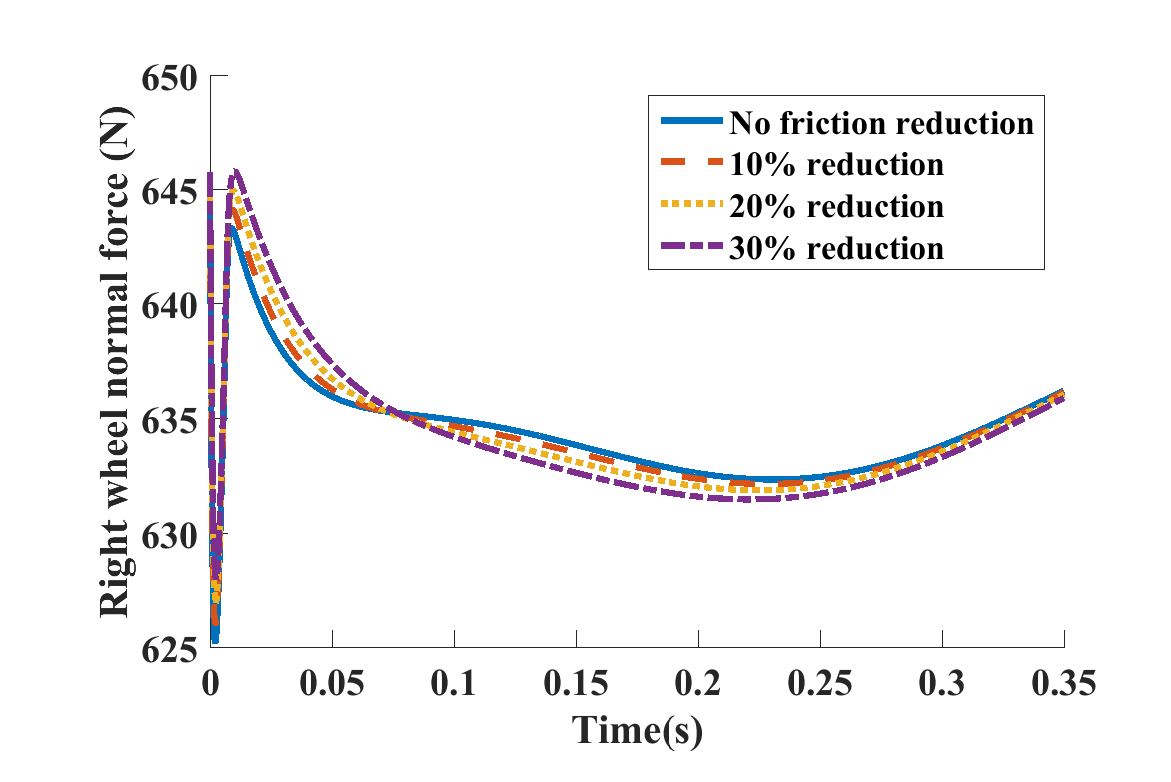 650
645
640
635
630
625
Right wheel normal force (N)
No friction reduction
10% reduction
20% reduction
30% reduction
0 0.05 0.1 0.15 0.2 0.25 0.3 0.35
Time(s)